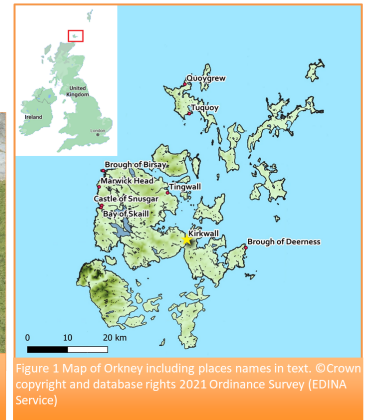 United
Kingdom
Ireland
London
Quoygrew
Tuquoy
Brough of Birsay
Marwick Head
Tingwall
Castle of Snusgar
Bay of Skaill
Kirkwall
Brough of Deerness
0 10 20 km
Figure 1 Map of Orkney including places names in text. ©Crown
copyright and database rights 2021 Ordinance Survey (EDINA
Service)